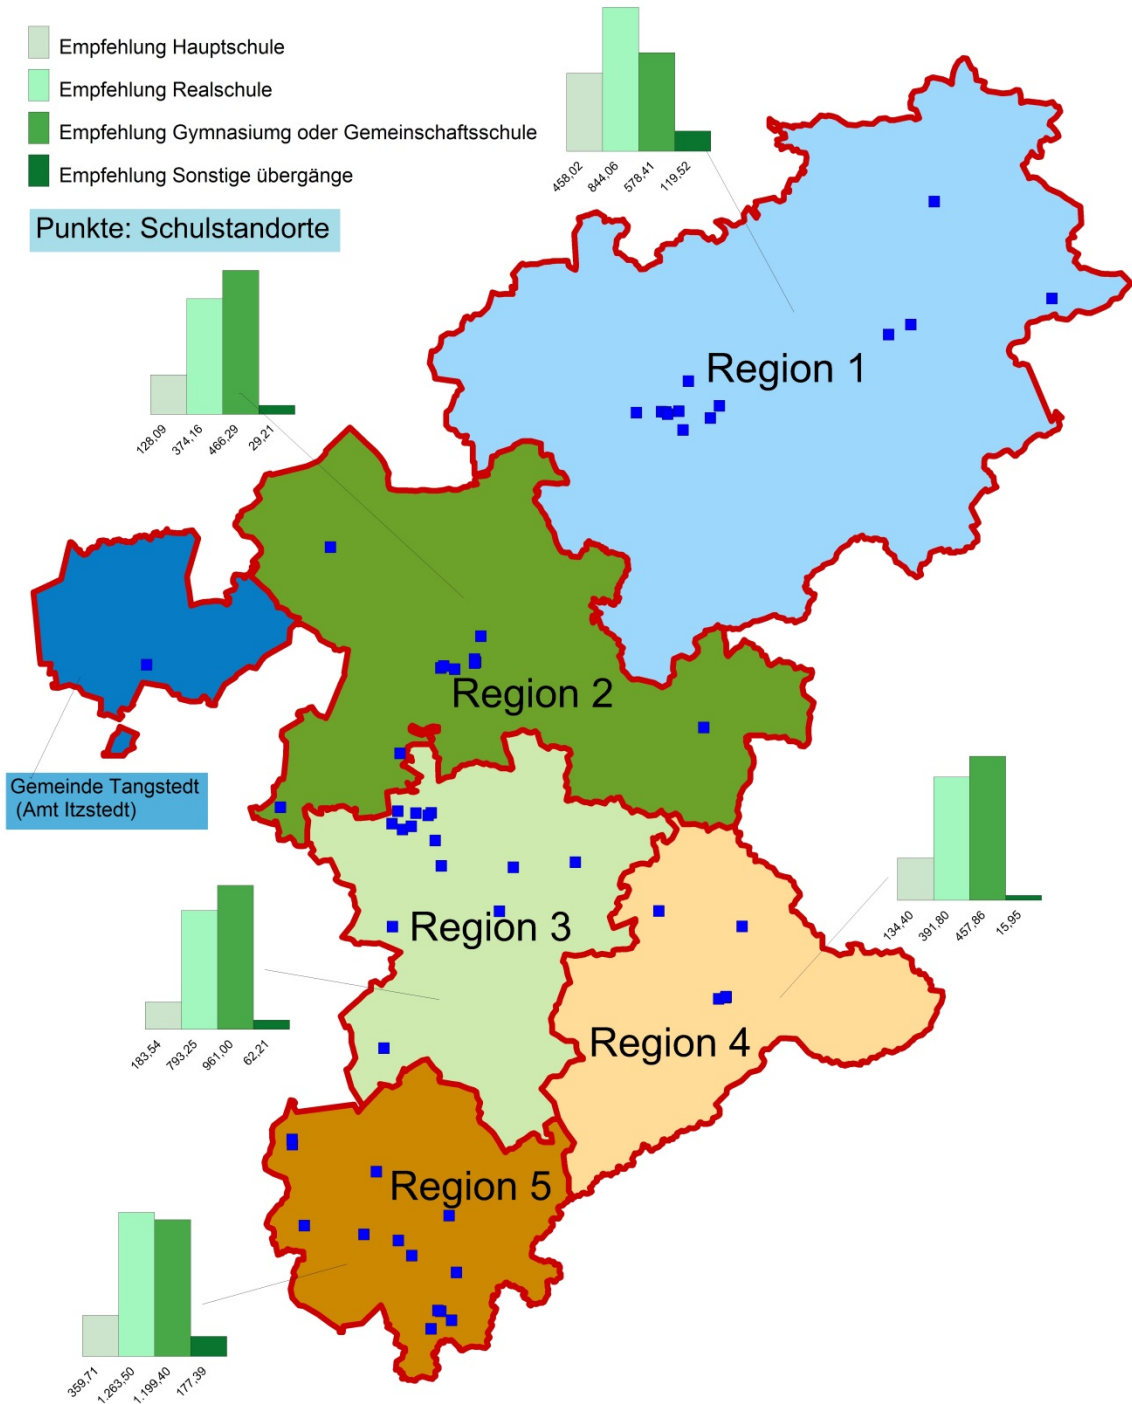 Empfehlung Hauptschule
Empfehlung Realschule
Empfehlung Gymnasiumg oder Gemeinschaftsschule
Empfehlung Sonstige übergänge
Punkte: Schulstandorte
458,02
844,06
578,41
119,52
128,09
374,16
466,29
29,21
Region 1
Region 2
Gemeinde Tangstedt
(Amt Itzstedt)
134,40
391,80
457,86
15,95
Region 3
183,54
793,25
961,00
62,21
Region 4
Region 5
359,71
1.263,50
1.199,40
177,39